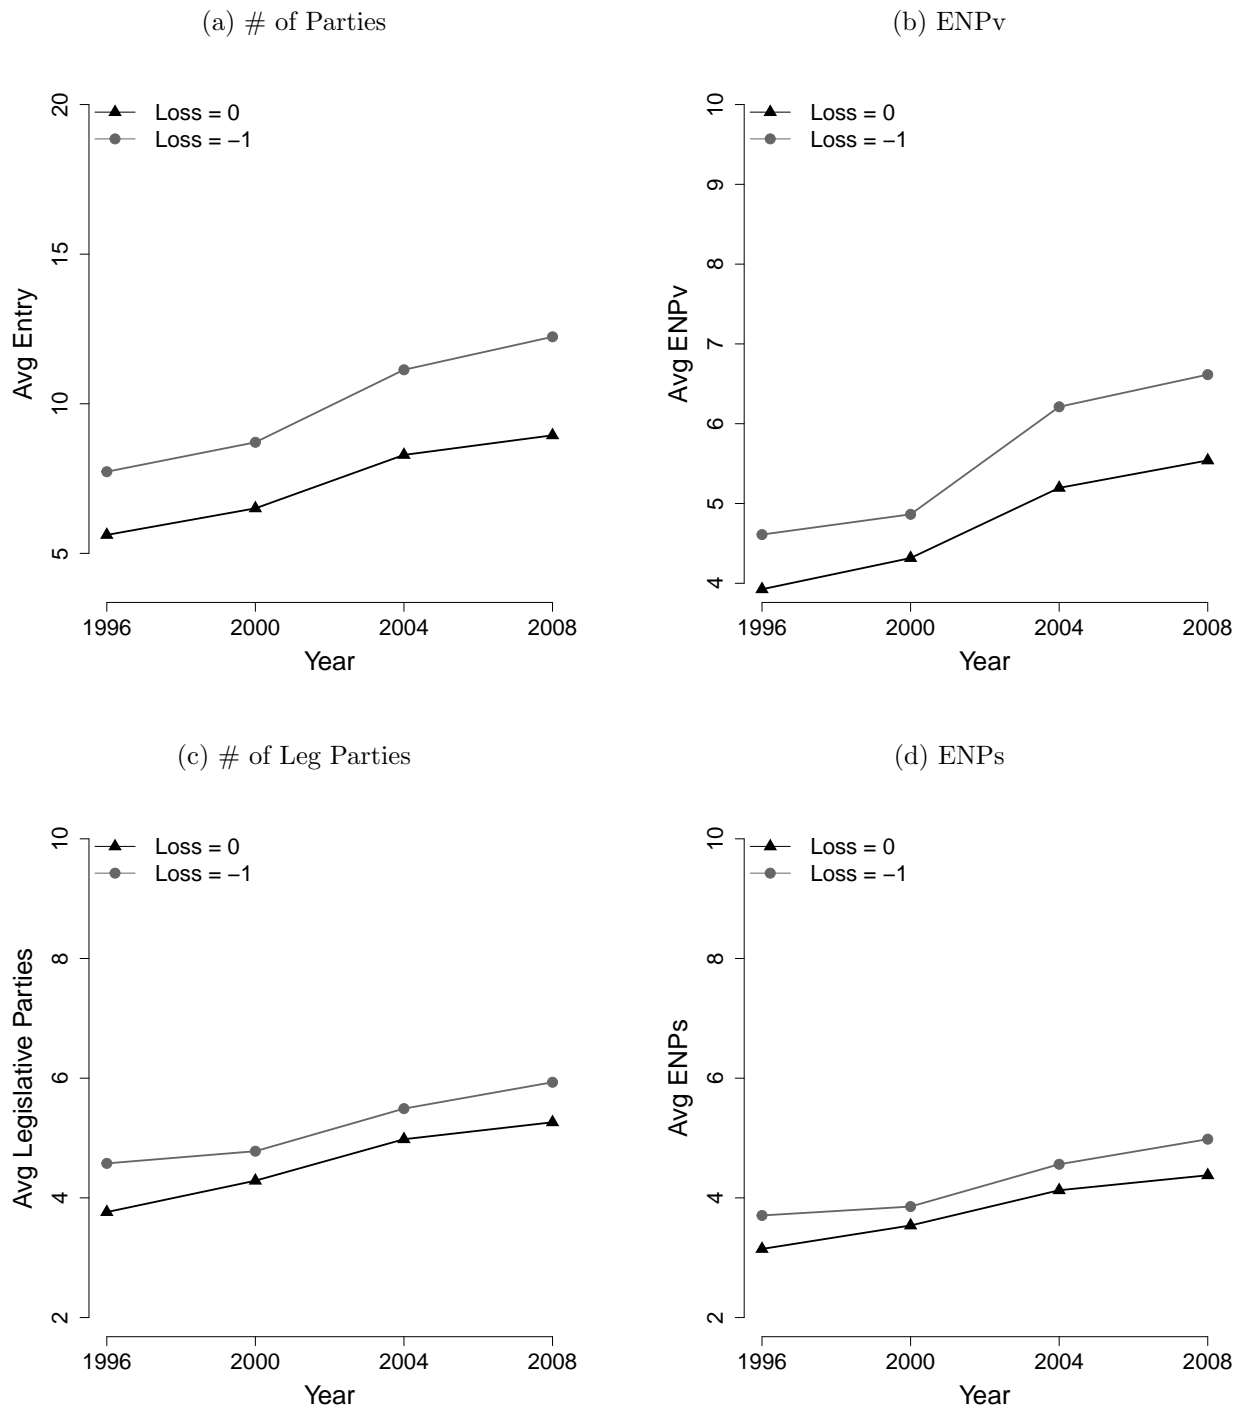 (a) # of Parties
Loss = 0
Loss = −1
20
15
10
5
Avg Entry
1996 2000 2004 2008
Year
(b) ENPv
Loss = 0
Loss = −1
10
9
8
7
6
5
4
Avg ENPv
1996 2000 2004 2008
Year
(c) # of Leg Parties
Loss = 0
Loss = −1
10
8
6
4
2
Avg Legislative Parties
1996 2000 2004 2008
Year
(d) ENPs
Loss = 0
Loss = −1
10
8
6
4
2
Avg ENPs
1996 2000 2004 2008
Year